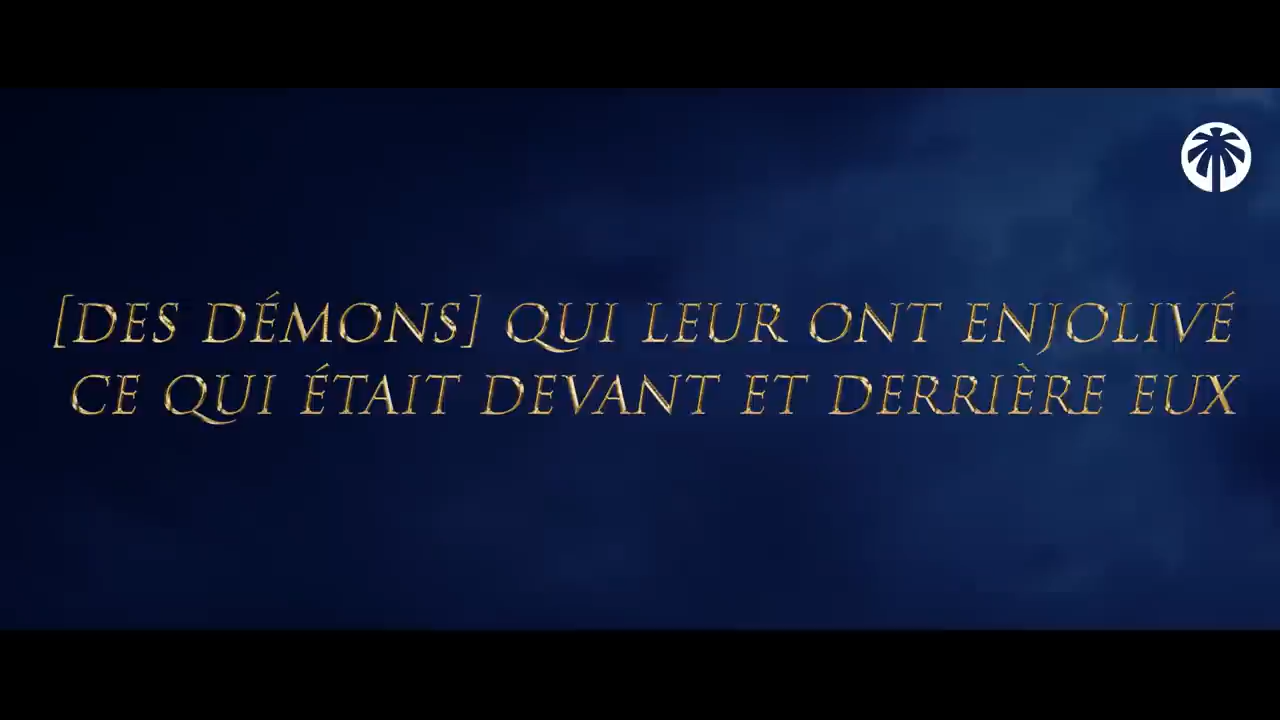 [DES DÉMONS] QUI LEUR ONT ENJOLIVÉ
CE QUI ÉTAIT DEVANT ET DERRIÈRE EUX